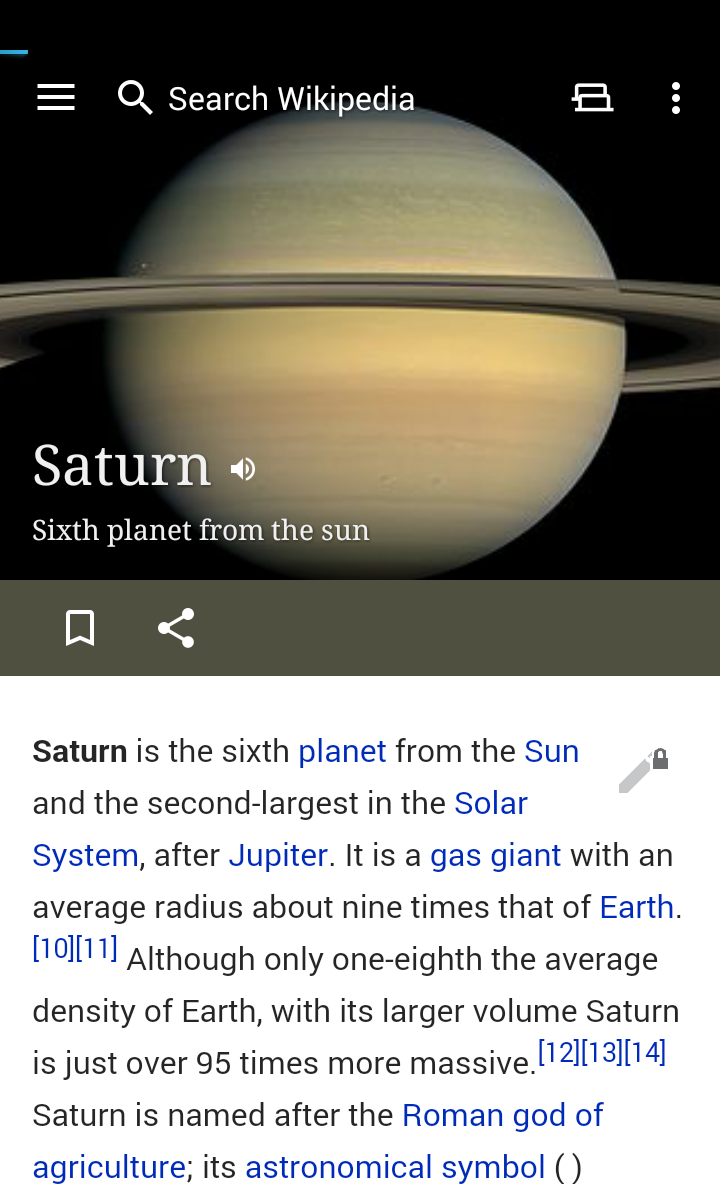 Search Wikipedia
Saturn
Sixth planet from the sun
Saturn is the sixth planet from the Sun
and the second-largest in the Solar
System, after Jupiter. It is a gas giant with an
average radius about nine times that of Earth.
[10][11] Although only one-eighth the average
density of Earth, with its larger volume Saturn
is just over 95 times more massive.[12][13][14]
Saturn is named after the Roman god of
agriculture; its astronomical symbol ( )